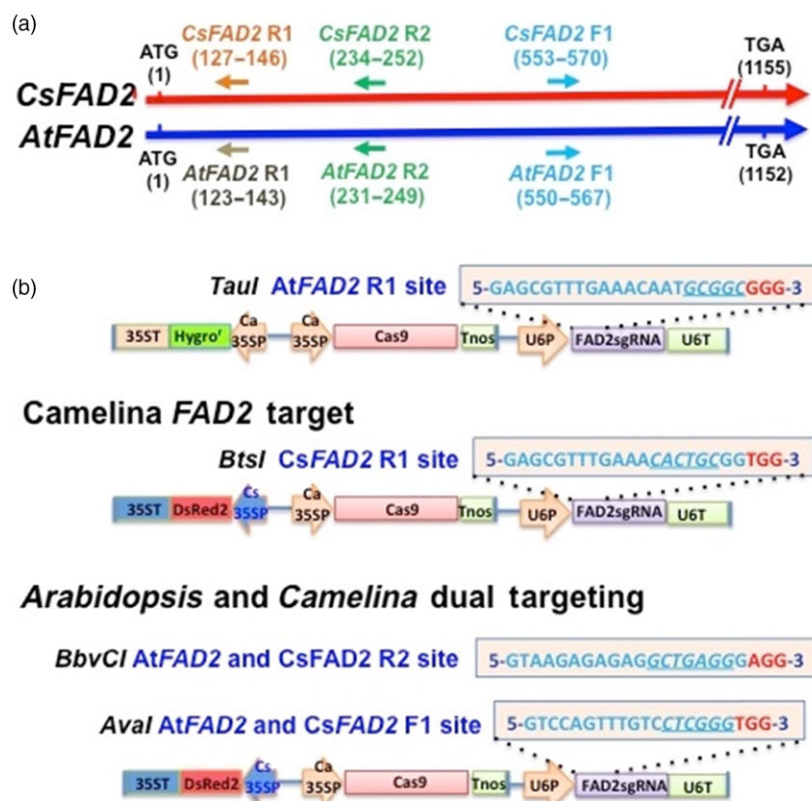 (a)
CsFAD2 R1 CsFAD2 R2 CsFAD2 F1
ATG (127–146) (234–252) (553–570) TGA
(1) (1155)
CsFAD2
AtFAD2
ATG AtFAD2 R1 AtFAD2 R2 AtFAD2 F1 TGA
(1) (123–143) (231–249) (550–567) (1152)
(b)
TauI AtFAD2 R1 site 5-GAGCGTTTGAAACAATGCGGCGGG-3
35ST Hygroʳ Ca 35SP Ca 35SP Cas9 Tnos U6P FAD2sgRNA U6T
Camelina FAD2 target
BtsI CsFAD2 R1 site 5-GAGCGTTTGAAACACTGCGGTGG-3
35ST DsRed2 Cs 35SP Ca 35SP Cas9 Tnos U6P FAD2sgRNA U6T
Arabidopsis and Camelina dual targeting
BbvCI AtFAD2 and CsFAD2 R2 site 5-GTAAGAGAGAGGCTGAGGGAGG-3
AvaI AtFAD2 and CsFAD2 F1 site 5-GTCCAGTTTGTCCTCGGGTGG-3
35ST DsRed2 Cs 35SP Ca 35SP Cas9 Tnos U6P FAD2sgRNA U6T